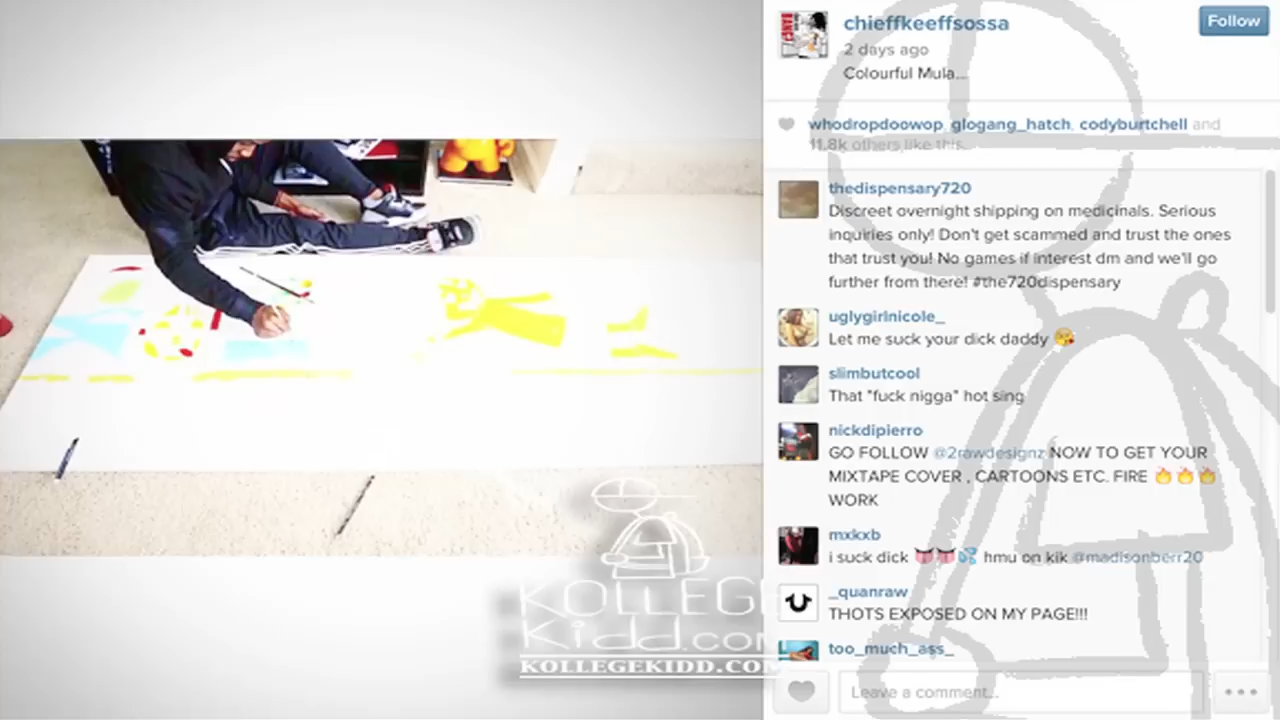 chieffkeeffsossa
Follow
2 days ago
Colourful Mula...
whodropdoowop, glogang_hatch, codyburtchell and
11.8k others like this.
thedispensary720
Discreet overnight shipping on medicinals. Serious
inquiries only! Don't get scammed and trust the ones
that trust you! No games if interest dm and we'll go
further from there! #the720dispensary
uglygirlnicole_
Let me suck your dick daddy 😘
slimbutcool
That "fuck nigga" hot sing
nickdipierro
GO FOLLOW @2rawdesignz NOW TO GET YOUR
MIXTAPE COVER , CARTOONS ETC. FIRE 🔥🔥🔥
WORK
mxkxb
i suck dick 👅👅💦 hmu on kik @madisonberr20
_quanraw
THOTS EXPOSED ON MY PAGE!!!
too_much_ass_
Leave a comment...
KOLLEGE
Kidd.com
KOLLEGEKIDD.COM